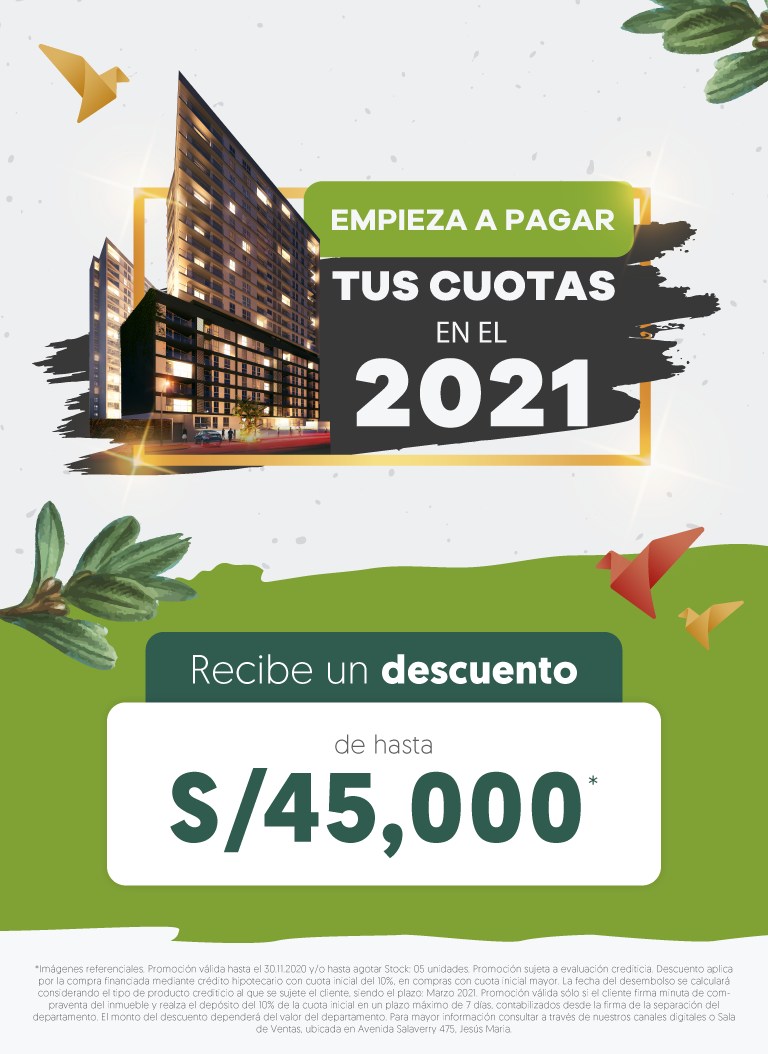 EMPIEZA A PAGAR
TUS CUOTAS
EN EL
2021
Recibe un descuento
de hasta
S/45,000*
*Imágenes referenciales. Promoción válida hasta el 30.11.2020 y/o hasta agotar Stock: 05 unidades. Promoción sujeta a evaluación crediticia. Descuento aplica
por la compra financiada mediante crédito hipotecario con cuota inicial del 10%, en compras con cuota inicial mayor. La fecha del desembolso se calculará
considerando el tipo de producto crediticio al que se sujete el cliente, siendo el plazo: Marzo 2021. Promoción válida sólo si el cliente firma minuta de com-
praventa del inmueble y realza el depósito del 10% de la cuota inicial en un plazo máximo de 7 días, contabilizados desde la firma de la separación del
departamento. El monto del descuento dependerá del valor del departamento. Para mayor información consultar a través de nuestros canales digitales o Sala
de Ventas, ubicada en Avenida Salaverry 475, Jesús María.